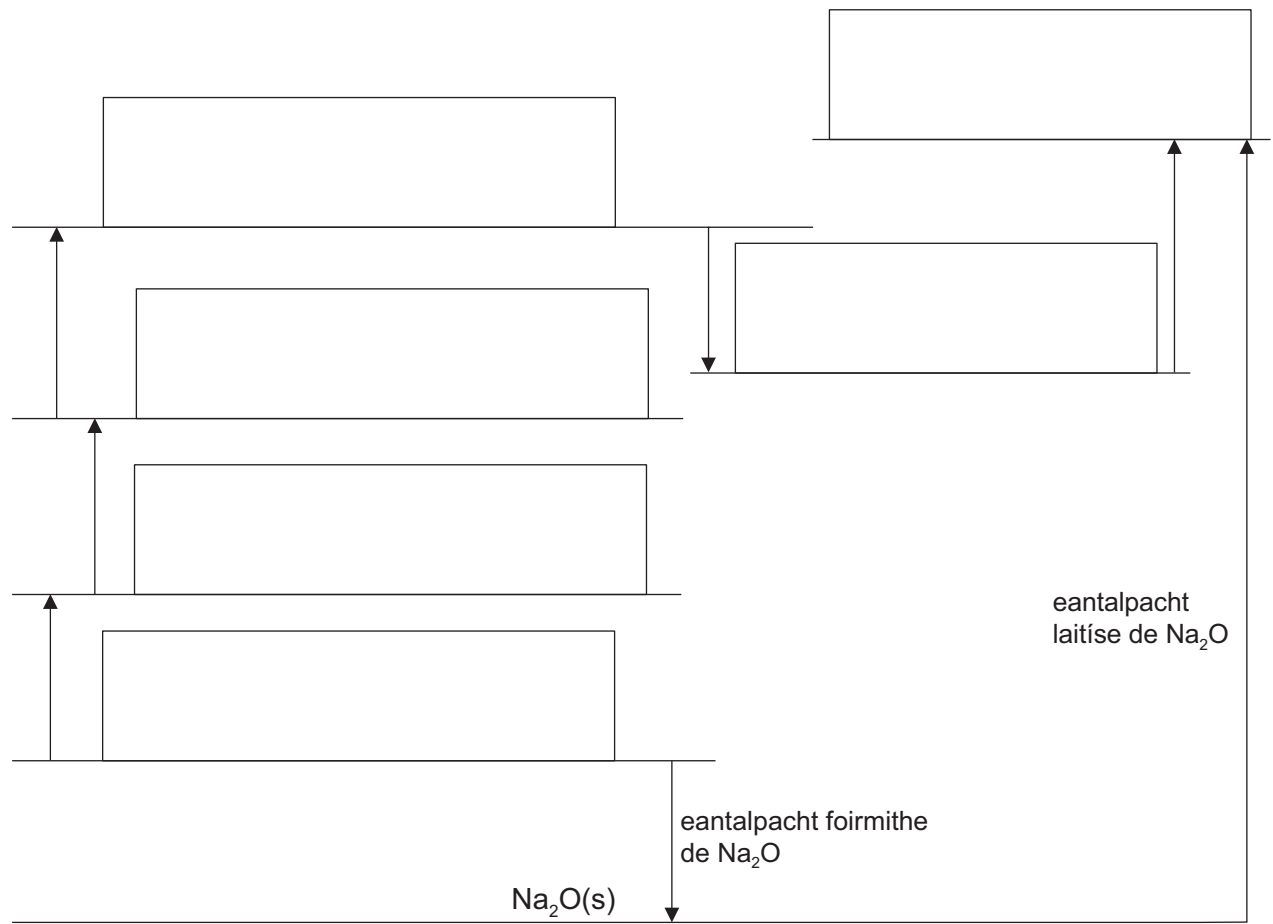 eantalpacht
laitíse de Na₂O
eantalpacht foirmithe
de Na₂O
Na₂O(s)